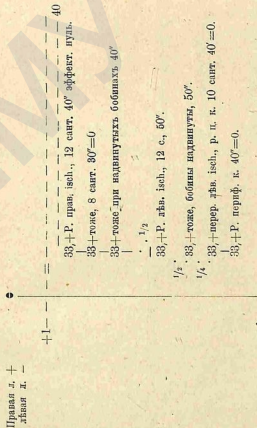 Правая л. +
лѣвая л. —
+1 — — — — — — — — — — — — 40
33,+Р. прав. isch., 12 сант. 40″ эффект. нуль.
33+тоже, 8 сант. 30″=0
33+тоже при надвинутыхъ бобинахъ 40″
1/2
33,+Р. лѣв. isch., 12 с., 50″.
1/2 33,+тоже, бобины надвинуты, 50″.
1/4 33,+перер. лѣв. isch., р. п. к. 10 сант. 40′=0.
33,+Р. периф. к. 40″=0.